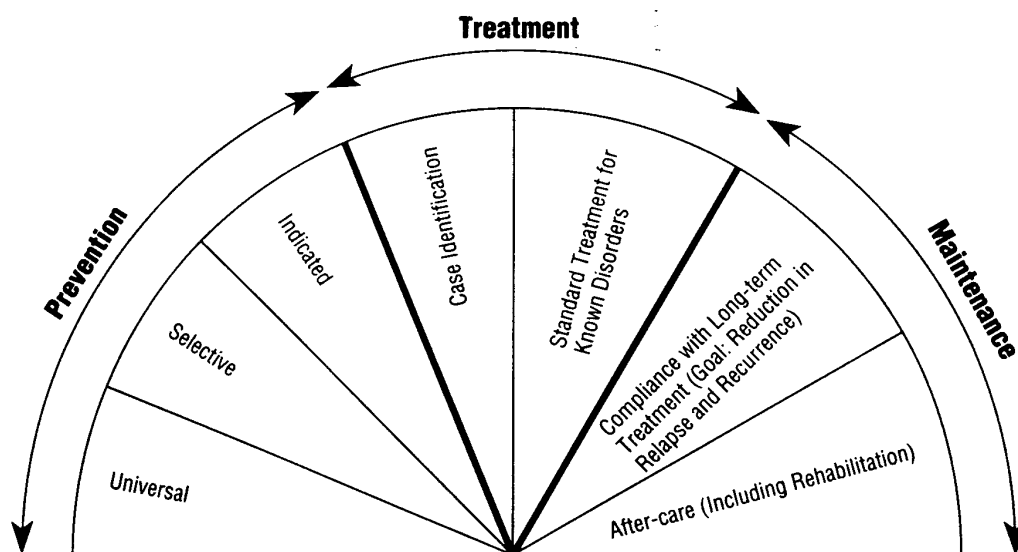 Treatment
Prevention
Maintenance
Universal
Selective
Indicated
Case Identification
Standard Treatment for
Known Disorders
Compliance with Long-term
Treatment (Goal: Reduction in
Relapse and Recurrence)
After-care (Including Rehabilitation)